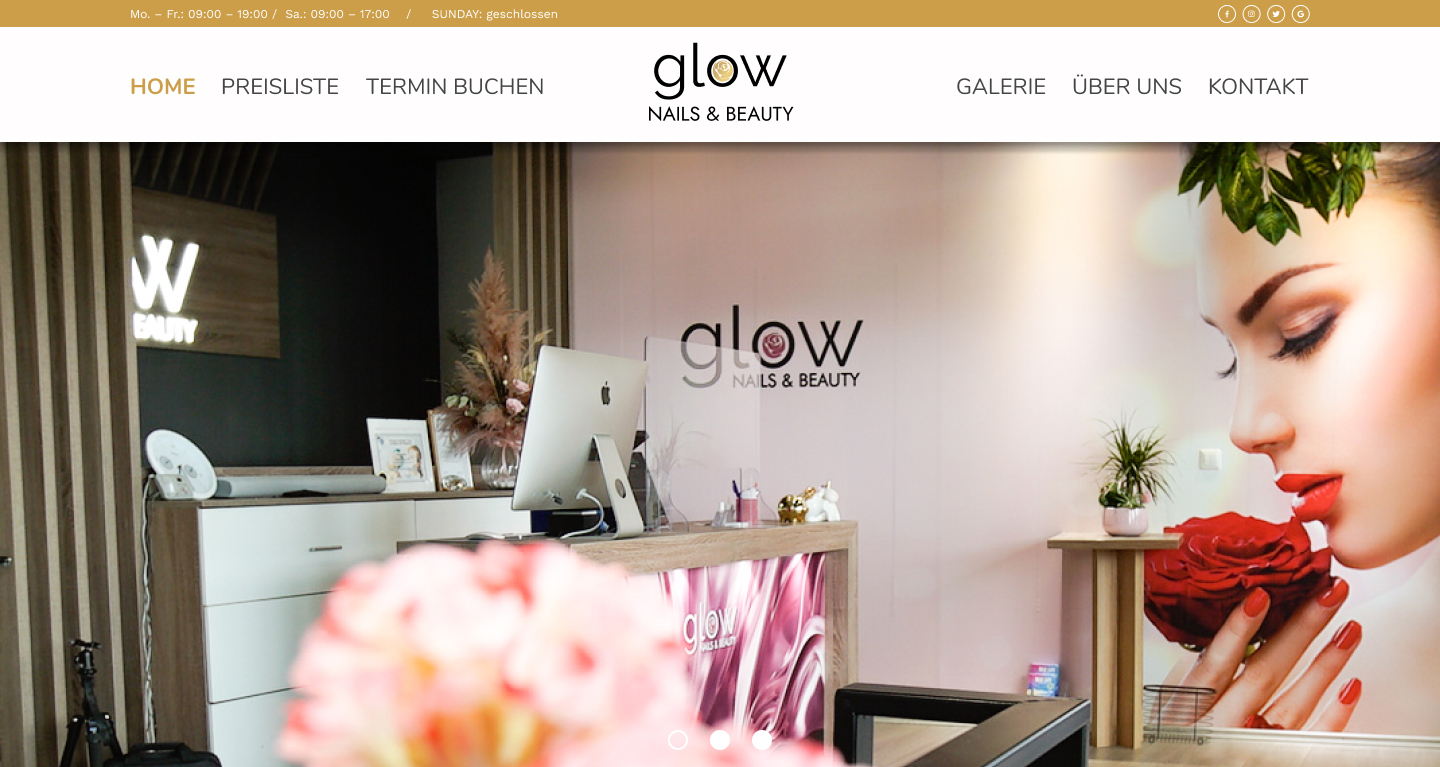 Mo. – Fr.: 09:00 – 19:00 / Sa.: 09:00 – 17:00 / SUNDAY: geschlossen
HOME PREISLISTE TERMIN BUCHEN
glow
NAILS & BEAUTY
GALERIE ÜBER UNS KONTAKT
W
EAUTY
glow
NAILS & BEAUTY
glow
NAILS & BEAUTY